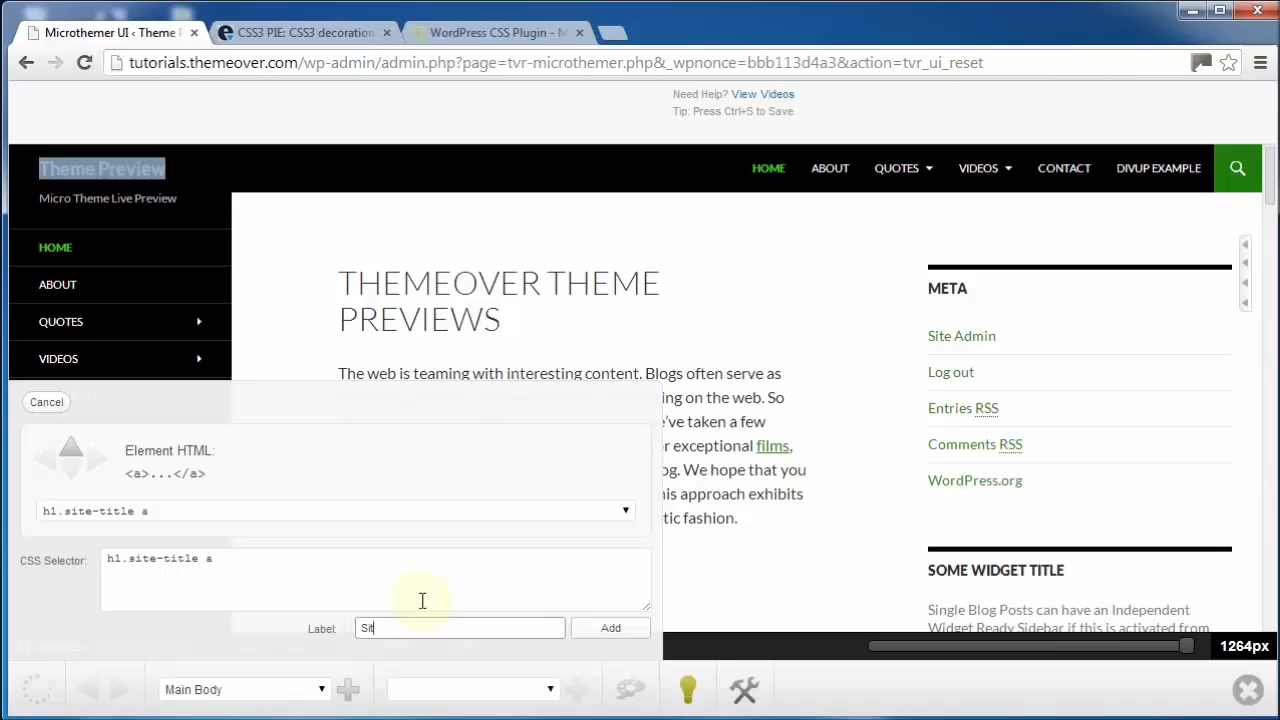 Microthemer UI ‹ Theme P
CSS3 PIE: CSS3 decoration
WordPress CSS Plugin - M
tutorials.themeover.com/wp-admin/admin.php?page=tvr-microthemer.php&_wpnonce=bbb113d4a3&action=tvr_ui_reset
Need Help? View Videos
Tip: Press Ctrl+S to Save
Theme Preview
HOME ABOUT QUOTES VIDEOS CONTACT DIVUP EXAMPLE
Micro Theme Live Preview
HOME
ABOUT
QUOTES
VIDEOS
THEMEOVER THEME
PREVIEWS
The web is teaming with interesting content. Blogs often serve as
ing on the web. So
've taken a few
r exceptional films,
og. We hope that you
his approach exhibits
tic fashion.
META
Site Admin
Log out
Entries RSS
Comments RSS
WordPress.org
SOME WIDGET TITLE
Single Blog Posts can have an Independent
Widget Ready Sidebar if this is activated from
Cancel
Element HTML:
<a>...</a>
h1.site-title a
CSS Selector:
h1.site-title a
Label: Sit
Add
1264px
Main Body